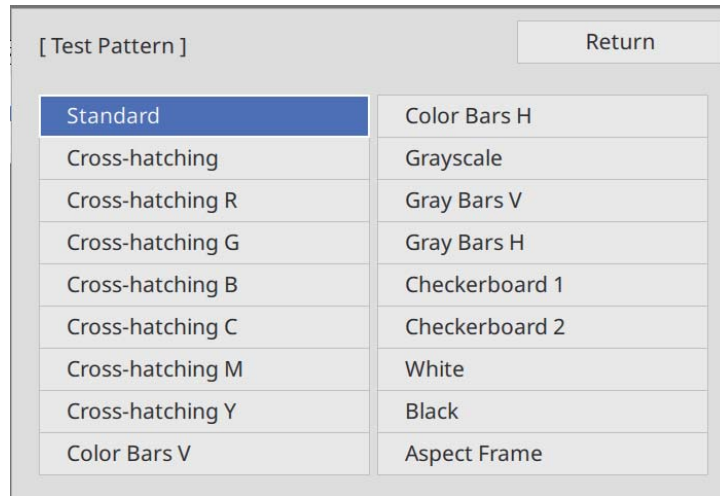 [ Test Pattern ]
Return
Standard
Cross-hatching
Cross-hatching R
Cross-hatching G
Cross-hatching B
Cross-hatching C
Cross-hatching M
Cross-hatching Y
Color Bars V
Color Bars H
Grayscale
Gray Bars V
Gray Bars H
Checkerboard 1
Checkerboard 2
White
Black
Aspect Frame